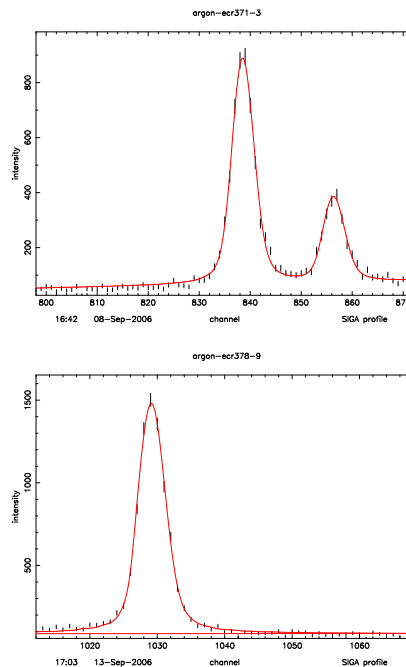 argon-ecr371-3
800
600
400
200
intensity
800 810 820 830 840 850 860 870
16:42 08-Sep-2006 channel SIGA profile
argon-ecr378-9
1500
1000
500
intensity
1020 1030 1040 1050 1060
17:03 13-Sep-2006 channel SIGA profile